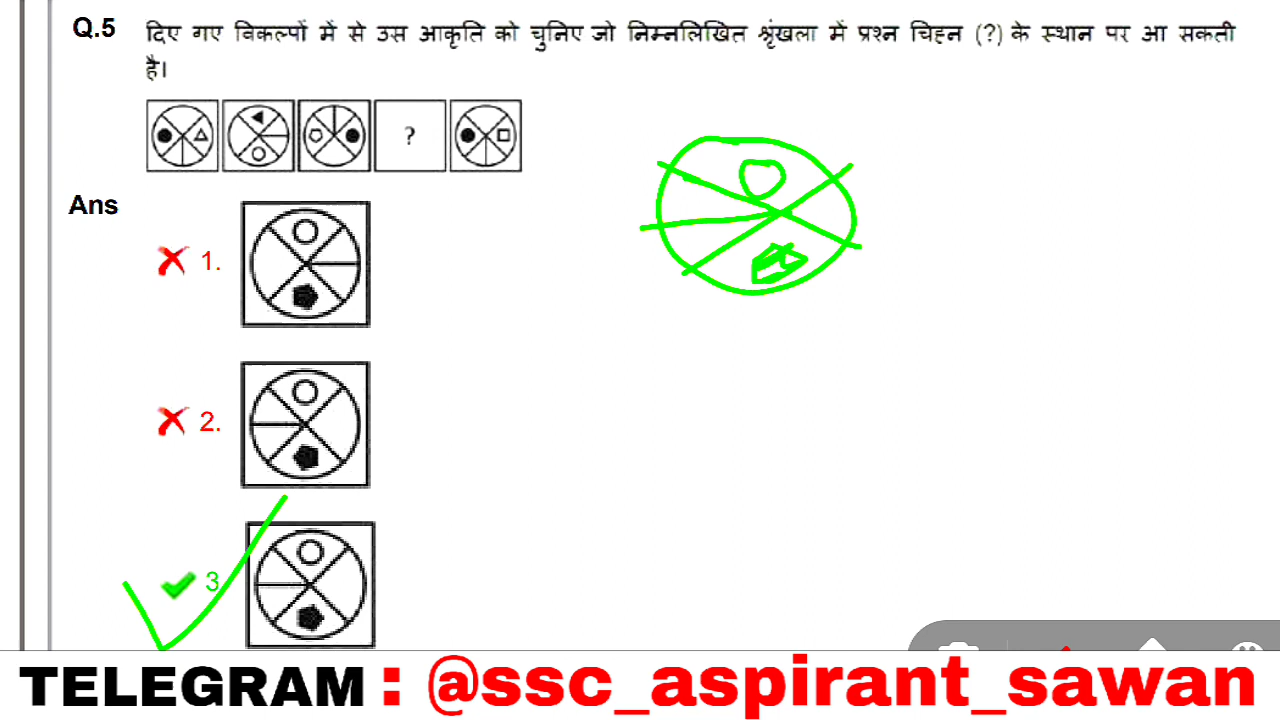 Q.5 दिए गए विकल्पों में से उस आकृति को चुनिए जो निम्नलिखित श्रृंखला में प्रश्न चिह्न (?) के स्थान पर आ सकती
है।
?
Ans
1.
2.
3
TELEGRAM : @ssc_aspirant_sawan